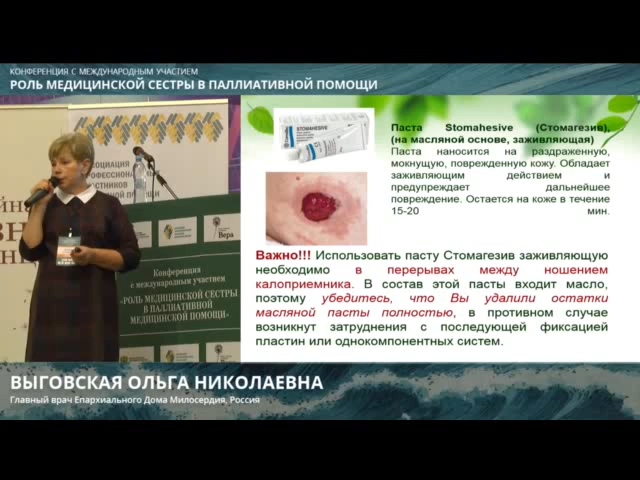 КОНФЕРЕНЦИЯ С МЕЖДУНАРОДНЫМ УЧАСТИЕМ
РОЛЬ МЕДИЦИНСКОЙ СЕСТРЫ В ПАЛЛИАТИВНОЙ ПОМОЩИ
Вера
Конференция
с международным участием
«РОЛЬ МЕДИЦИНСКОЙ СЕСТРЫ
В ПАЛЛИАТИВНОЙ
МЕДИЦИНСКОЙ ПОМОЩИ»
STOMAHESIVE
Паста Stomahesive (Стомагезив),
(на масляной основе, заживляющая)
Паста наносится на раздраженную,
мокнущую, поврежденную кожу. Обладает
заживляющим действием и
предупреждает дальнейшее
повреждение. Остается на коже в течение
15-20 мин.
Важно!!! Использовать пасту Стомагезив заживляющую
необходимо в перерывах между ношением
калоприемника. В состав этой пасты входит масло,
поэтому убедитесь, что Вы удалили остатки
масляной пасты полностью, в противном случае
возникнут затруднения с последующей фиксацией
пластин или однокомпонентных систем.
ВЫГОВСКАЯ ОЛЬГА НИКОЛАЕВНА
Главный врач Епархиального Дома Милосердия, Россия